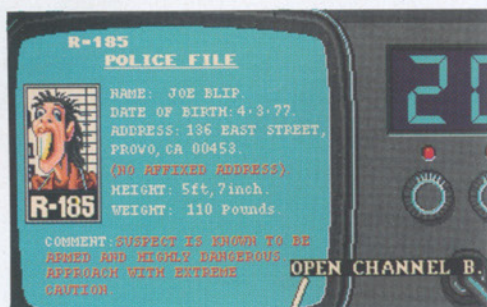 R-185
POLICE FILE
NAME: JOE BLIP.
DATE OF BIRTH: 4·3·77.
ADDRESS: 136 EAST STREET,
PROVO, CA 00453.
(NO AFFIXED ADDRESS).
HEIGHT: 5ft, 7inch.
WEIGHT: 110 Pounds.
R-185
COMMENT: SUSPECT IS KNOWN TO BE
ARMED AND HIGHLY DANGEROUS.
APPROACH WITH EXTREME
CAUTION
OPEN CHANNEL B.